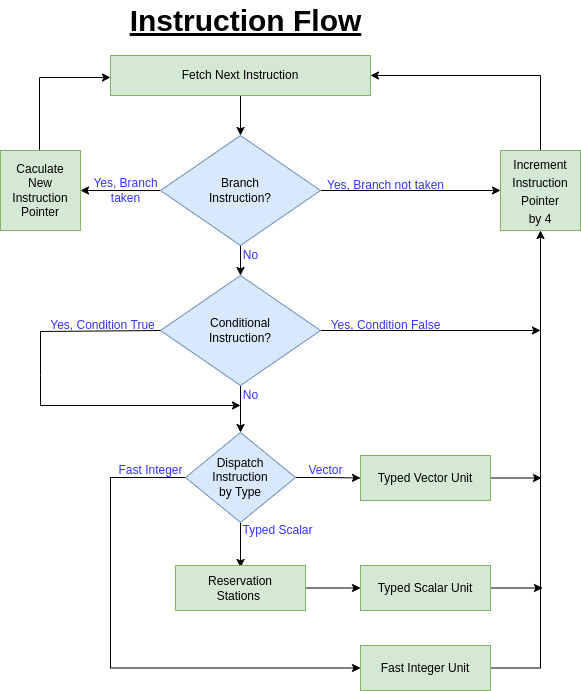 Instruction Flow
Fetch Next Instruction
Caculate
New
Instruction
Pointer
Yes, Branch
taken
Branch
Instruction?
Yes, Branch not taken
Increment
Instruction
Pointer
by 4
No
Yes, Condition True
Conditional
Instruction?
Yes, Condition False
No
Fast Integer
Dispatch
Instruction
by Type
Vector
Typed Vector Unit
Typed Scalar
Reservation
Stations
Typed Scalar Unit
Fast Integer Unit